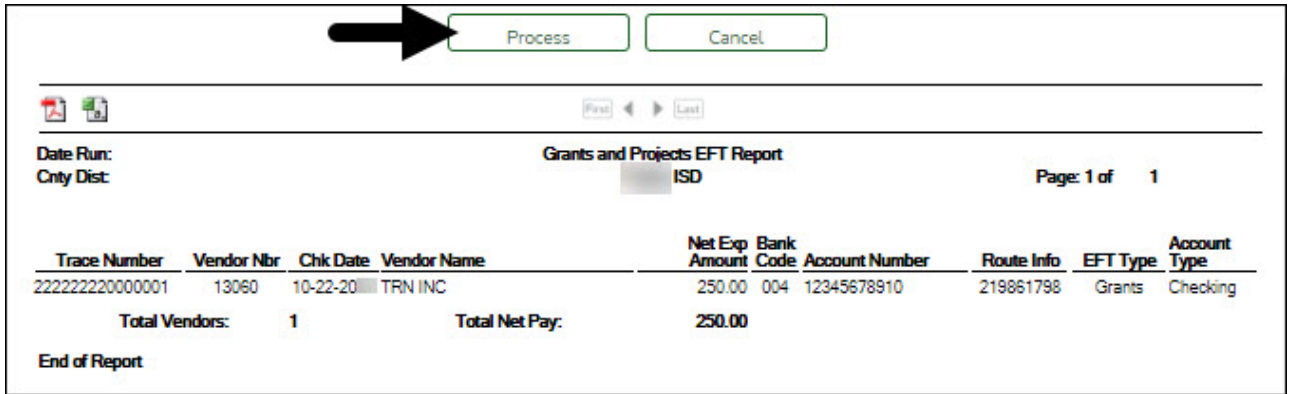 Process Cancel
First Last
Date Run: Grants and Projects EFT Report
Cnty Dist: ISD Page: 1 of 1
Net Exp Bank Account
Trace Number Vendor Nbr Chk Date Vendor Name Amount Code Account Number Route Info EFT Type Type
222222220000001 13060 10-22-20 TRN INC 250.00 004 12345678910 219861798 Grants Checking
Total Vendors: 1 Total Net Pay: 250.00
End of Report